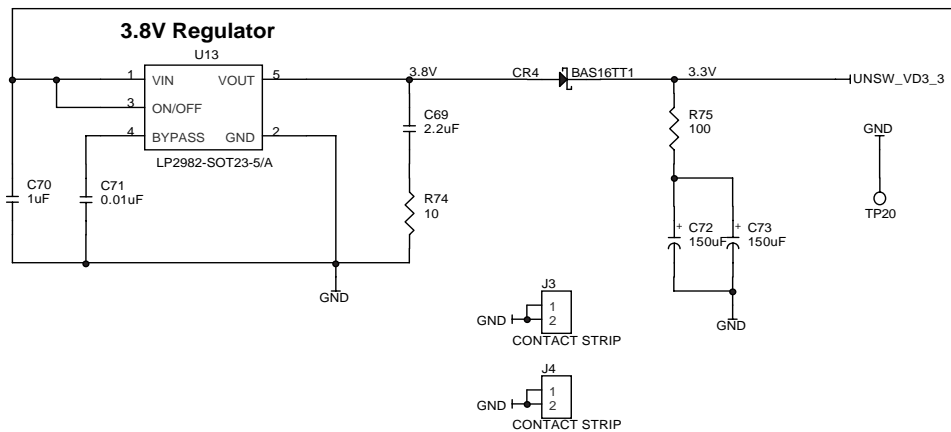 3.8V Regulator
U13
1
VIN
VOUT
5
3.8V
CR4
BAS16TT1
3.3V
UNSW_VD3_3
3
ON/OFF
4
BYPASS
GND
2
LP2982-SOT23-5/A
C69
2.2uF
R75
100
GND
C70
1uF
C71
0.01uF
R74
10
TP20
+
C72
150uF
+
C73
150uF
GND
GND
J3
GND
1
2
CONTACT STRIP
J4
GND
1
2
CONTACT STRIP